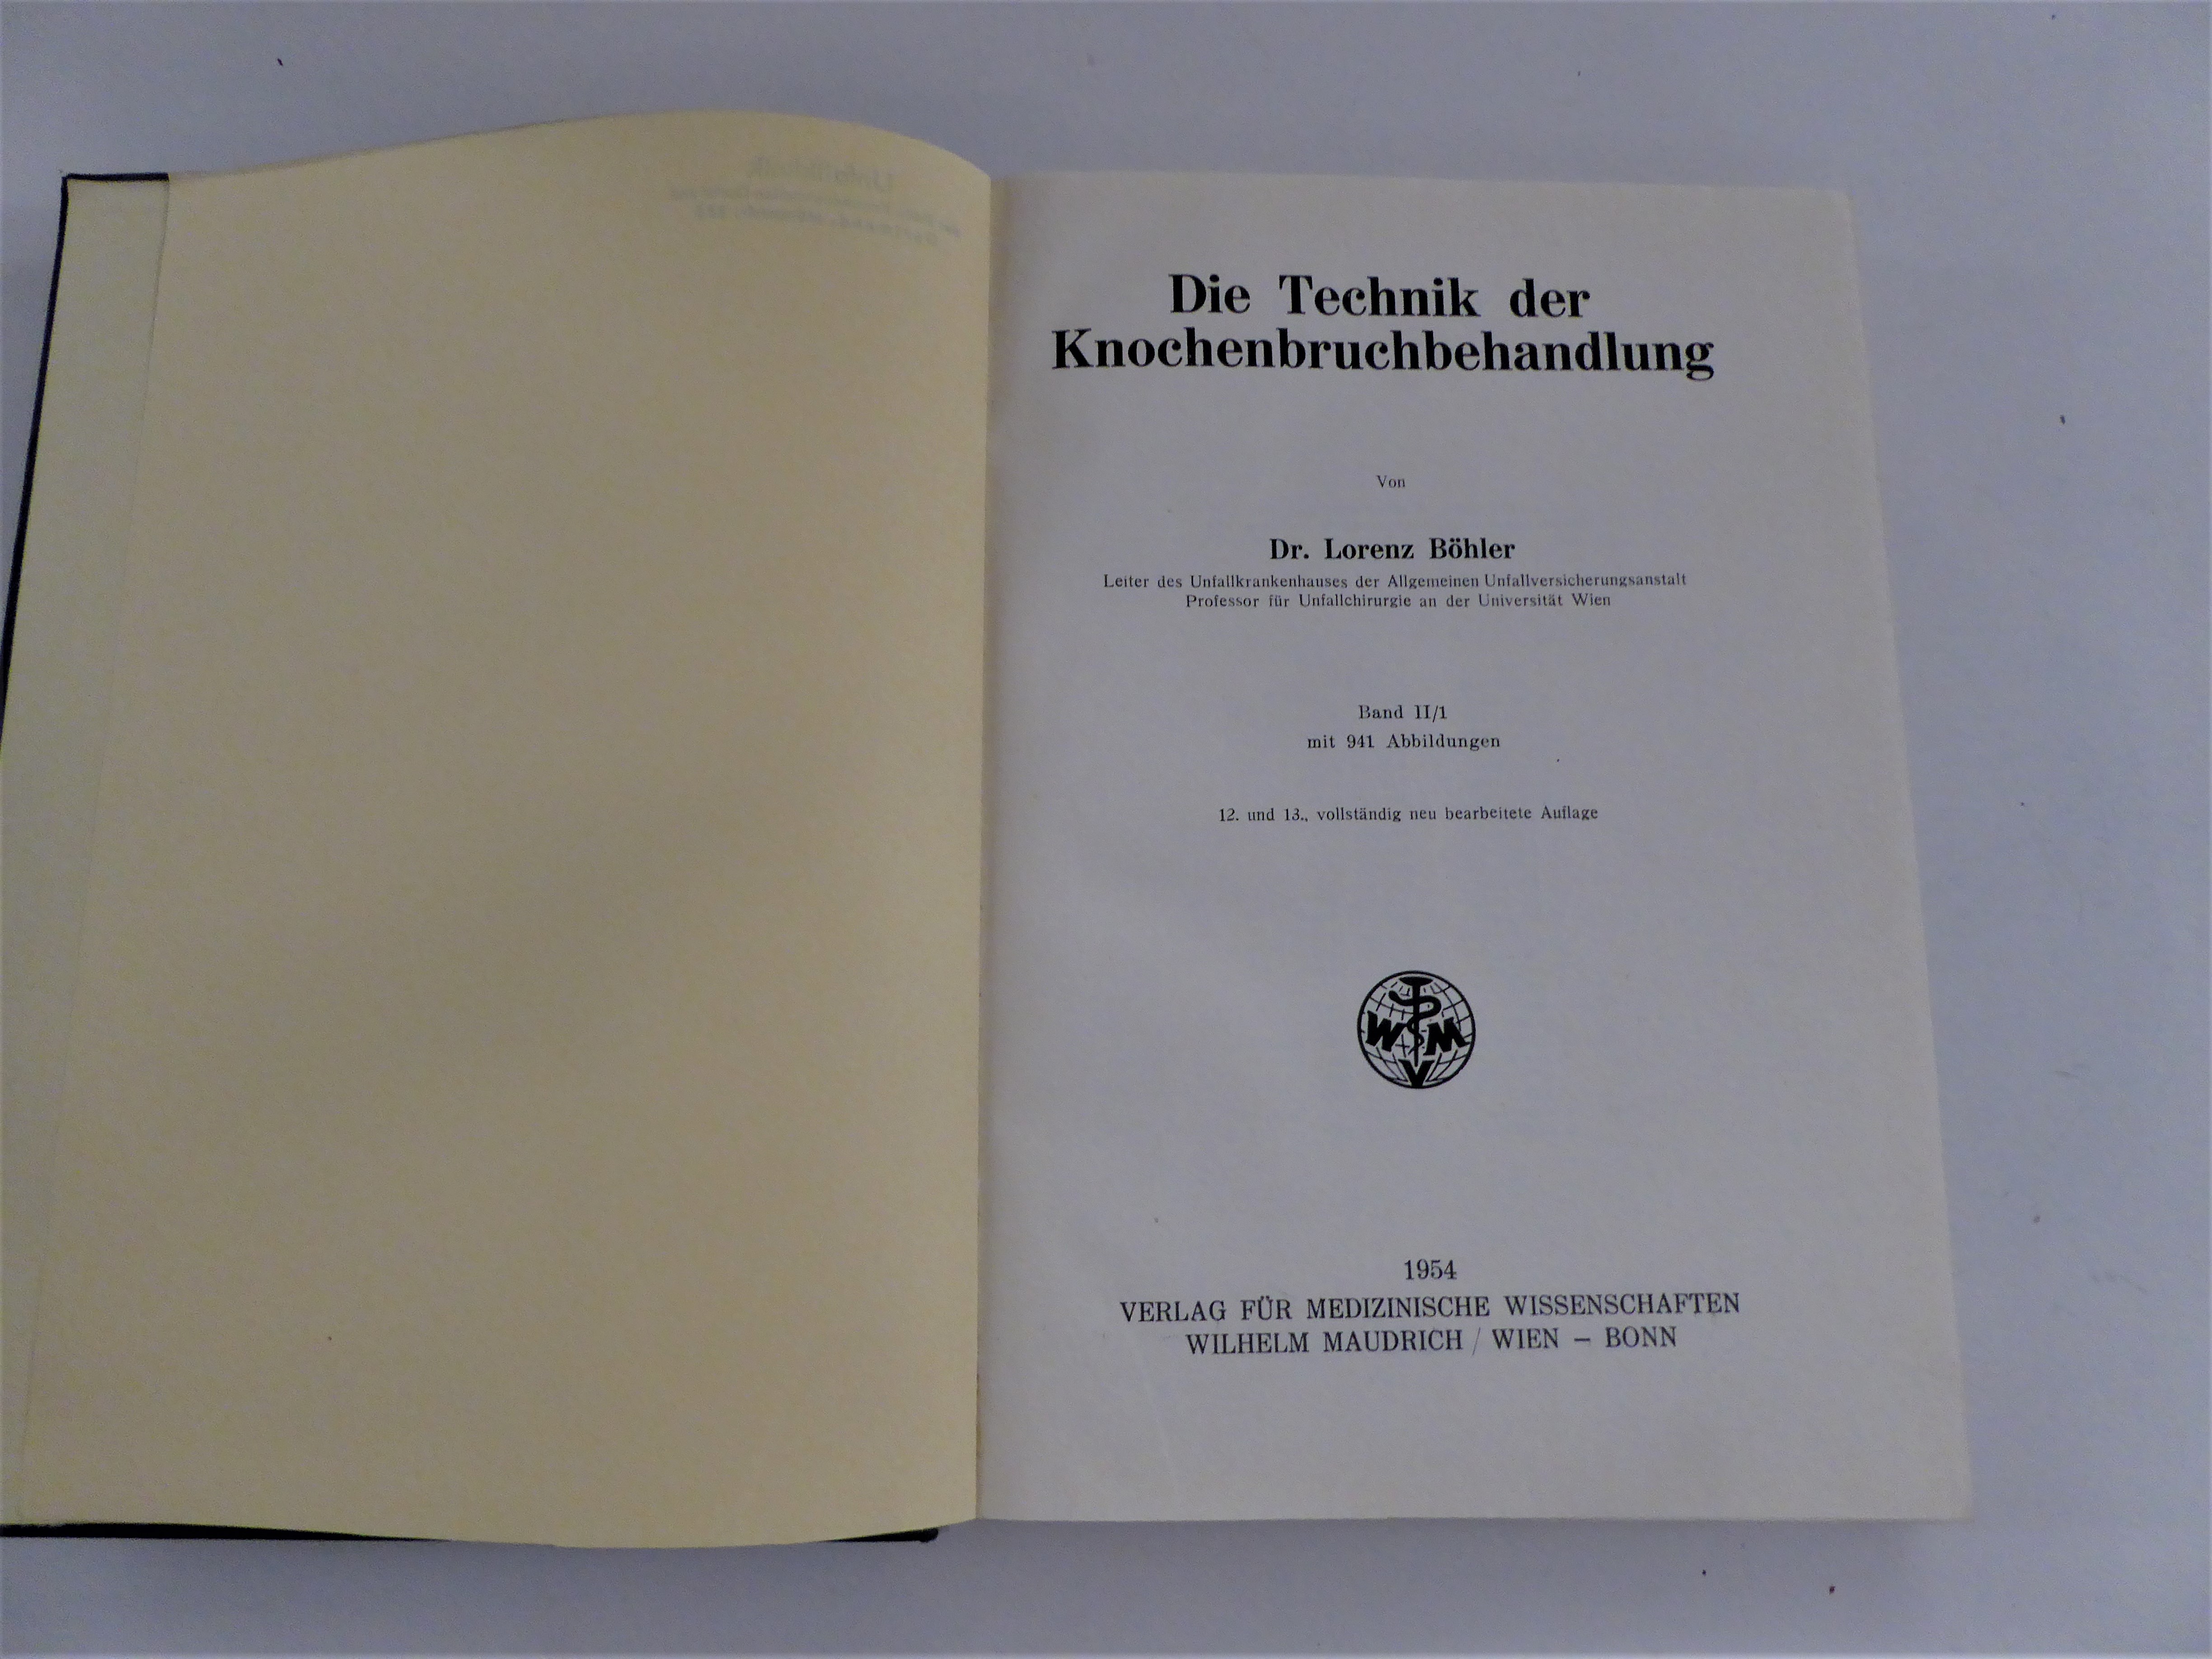 Die Technik der
Knochenbruchbehandlung
Von
Dr. Lorenz Böhler
Leiter des Unfallkrankenhauses der Allgemeinen Unfallversicherungsanstalt
Professor für Unfallchirurgie an der Universität Wien
Band II/1
mit 941 Abbildungen
12. und 13., vollständig neu bearbeitete Auflage
W M
V
1954
VERLAG FÜR MEDIZINISCHE WISSENSCHAFTEN
WILHELM MAUDRICH / WIEN – BONN